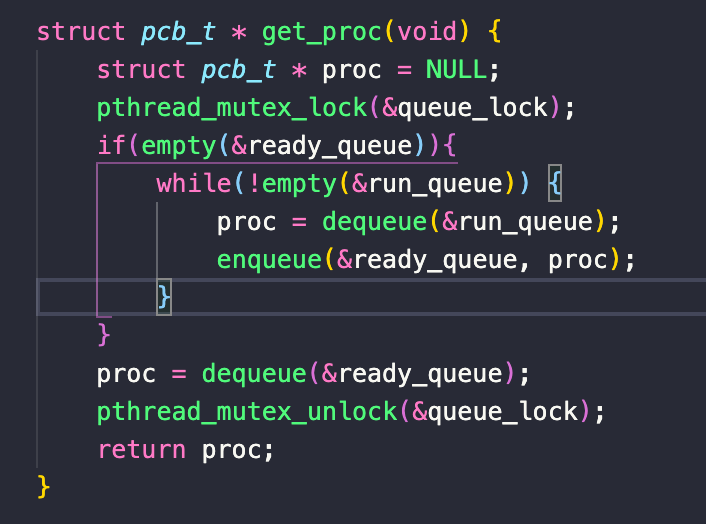 struct pcb_t * get_proc(void) {
    struct pcb_t * proc = NULL;
    pthread_mutex_lock(&queue_lock);
    if(empty(&ready_queue)){
        while(!empty(&run_queue)) {
            proc = dequeue(&run_queue);
            enqueue(&ready_queue, proc);
        }
    }
    proc = dequeue(&ready_queue);
    pthread_mutex_unlock(&queue_lock);
    return proc;
}